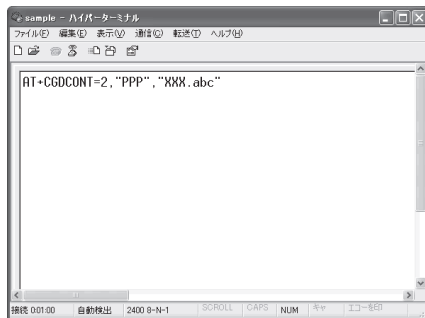 sample - ハイパーターミナル
ファイル(F) 編集(E) 表示(V) 通信(C) 転送(T) ヘルプ(H)
AT+CGDCONT=2,"PPP","XXX.abc"
接続 0:01:00 自動検出 2400 8-N-1 SCROLL CAPS NUM キャ エコーを印